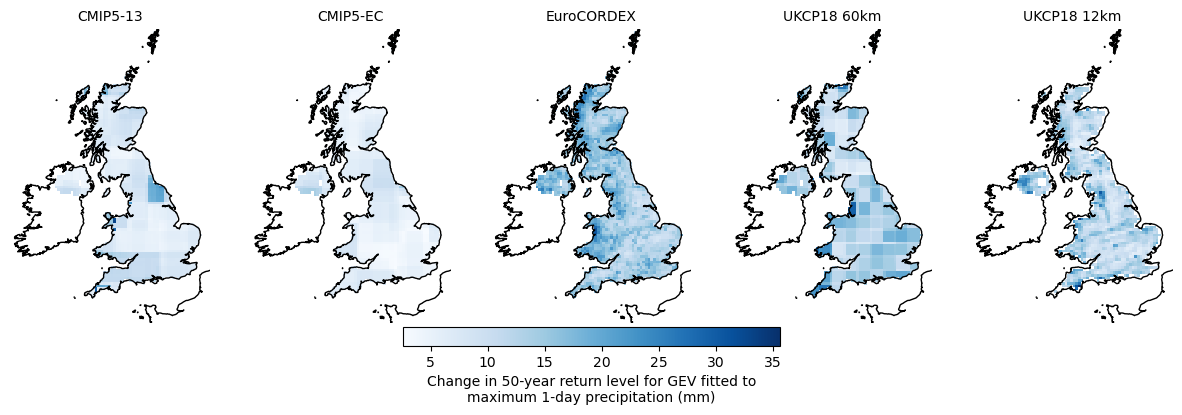 CMIP5-13
CMIP5-EC
EuroCORDEX
UKCP18 60km
UKCP18 12km
5 10 15 20 25 30 35
Change in 50-year return level for GEV fitted to
maximum 1-day precipitation (mm)